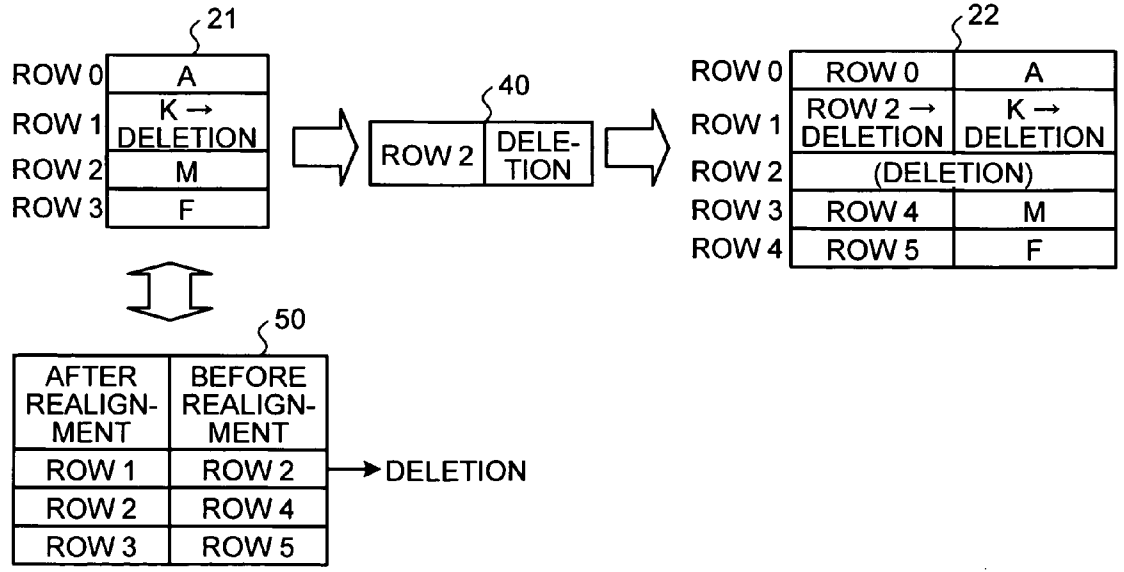 21
ROW 0 A
ROW 1 K → DELETION
ROW 2 M
ROW 3 F
40
ROW 2 DELE-
TION
22
ROW 0 ROW 0 A
ROW 1 ROW 2 → DELETION K → DELETION
ROW 2 (DELETION)
ROW 3 ROW 4 M
ROW 4 ROW 5 F
50
AFTER REALIGN-
MENT
BEFORE REALIGN-
MENT
ROW 1 ROW 2 → DELETION
ROW 2 ROW 4
ROW 3 ROW 5